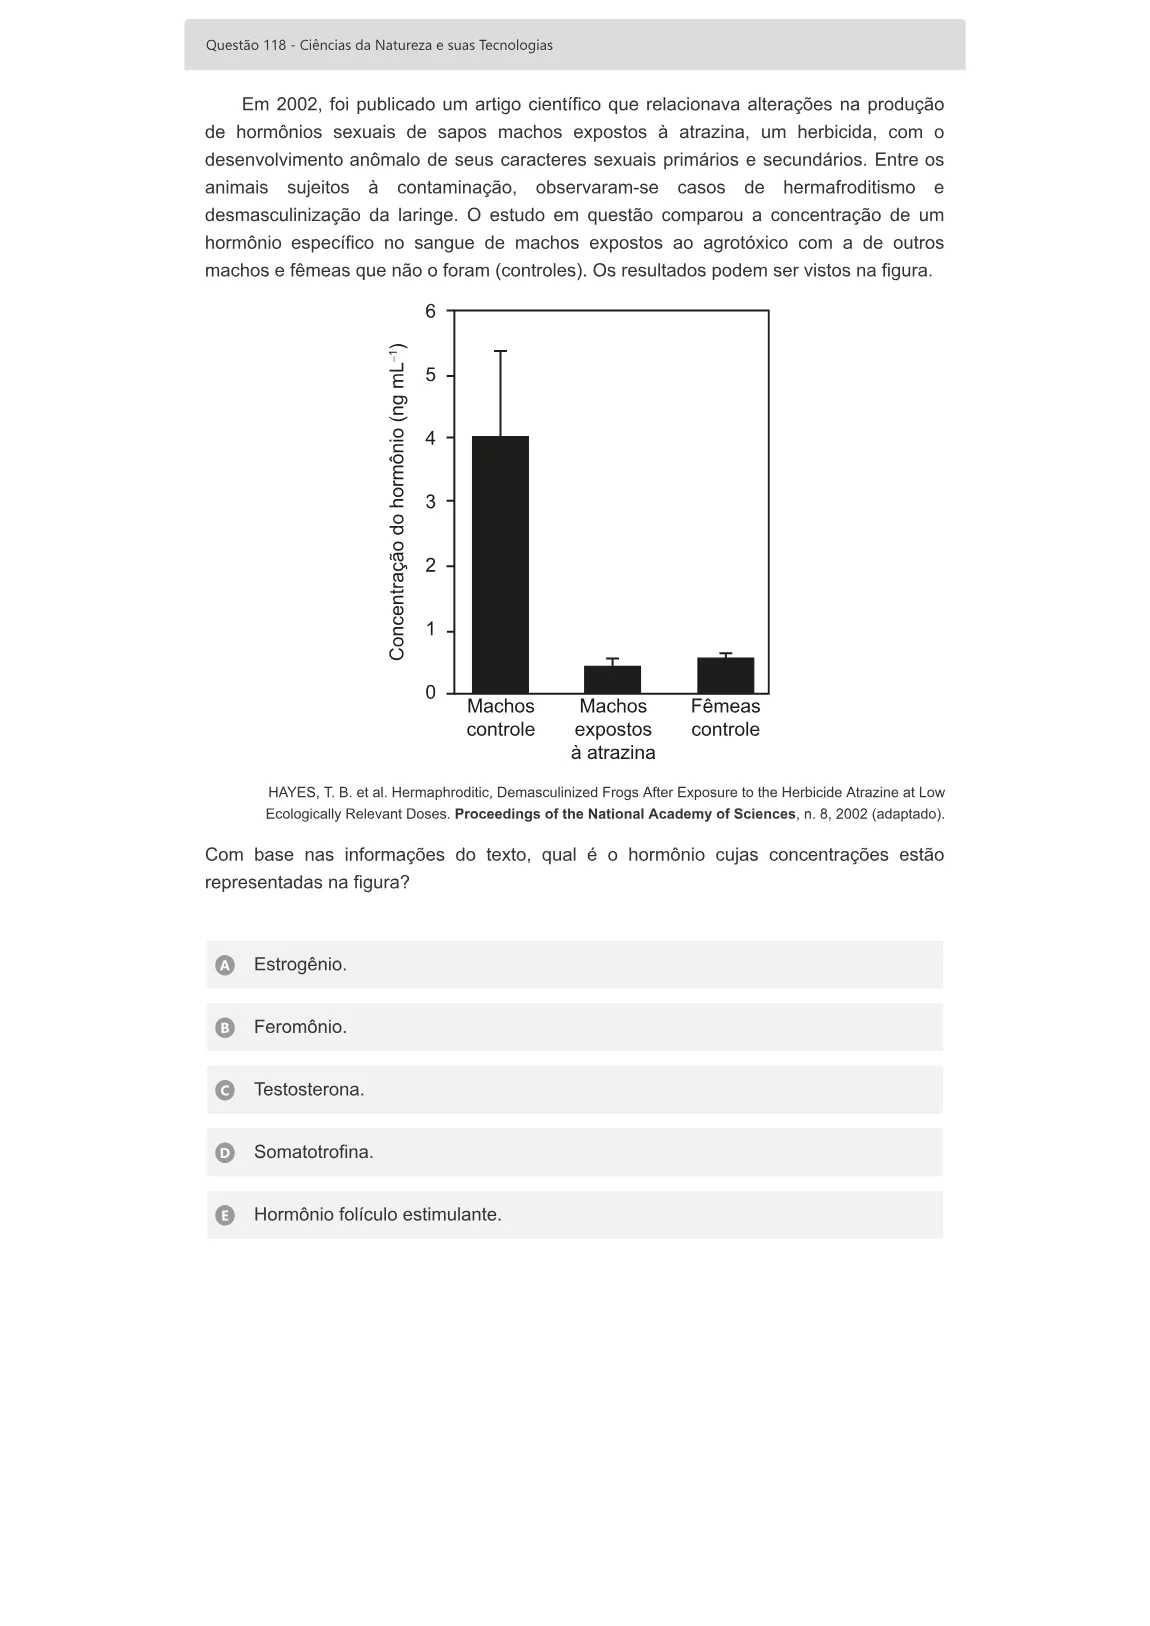 Questão 118 - Ciências da Natureza e suas Tecnologias
Em 2002, foi publicado um artigo científico que relacionava alterações na produção
de hormônios sexuais de sapos machos expostos à atrazina, um herbicida, com o
desenvolvimento anômalo de seus caracteres sexuais primários e secundários. Entre os
animais sujeitos à contaminação, observaram-se casos de hermafroditismo e
desmasculinização da laringe. O estudo em questão comparou a concentração de um
hormônio específico no sangue de machos expostos ao agrotóxico com a de outros
machos e fêmeas que não o foram (controles). Os resultados podem ser vistos na figura.
Concentração do hormônio (ng mL⁻¹)
6
5
4
3
2
1
0
Machos controle
Machos expostos à atrazina
Fêmeas controle
HAYES, T. B. et al. Hermaphroditic, Demasculinized Frogs After Exposure to the Herbicide Atrazine at Low
Ecologically Relevant Doses. Proceedings of the National Academy of Sciences, n. 8, 2002 (adaptado).
Com base nas informações do texto, qual é o hormônio cujas concentrações estão
representadas na figura?
A Estrogênio.
B Feromônio.
C Testosterona.
D Somatotrofina.
E Hormônio folículo estimulante.